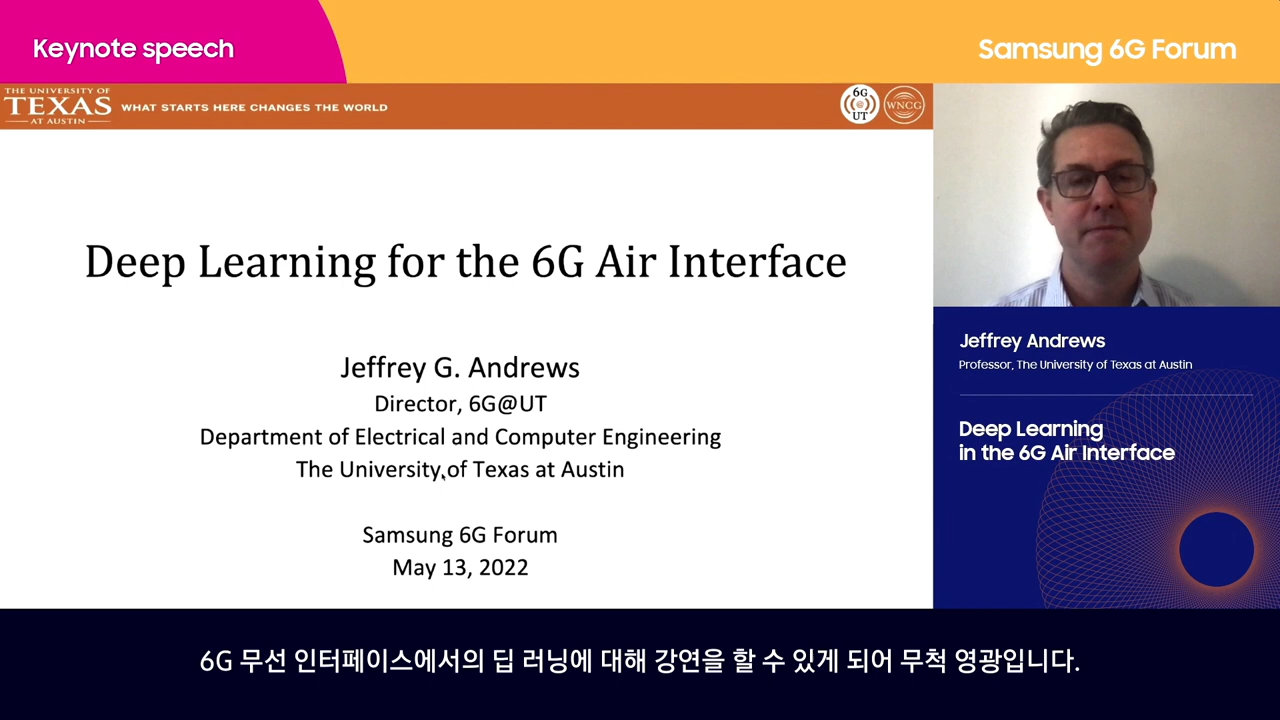 Keynote speech
Samsung 6G Forum
THE UNIVERSITY OF
TEXAS
AT AUSTIN
WHAT STARTS HERE CHANGES THE WORLD
6G
UT
WNCG
Deep Learning for the 6G Air Interface
Jeffrey G. Andrews
Director, 6G@UT
Department of Electrical and Computer Engineering
The University of Texas at Austin
Samsung 6G Forum
May 13, 2022
Jeffrey Andrews
Professor, The University of Texas at Austin
Deep Learning
in the 6G Air Interface
6G 무선 인터페이스에서의 딥 러닝에 대해 강연을 할 수 있게 되어 무척 영광입니다.